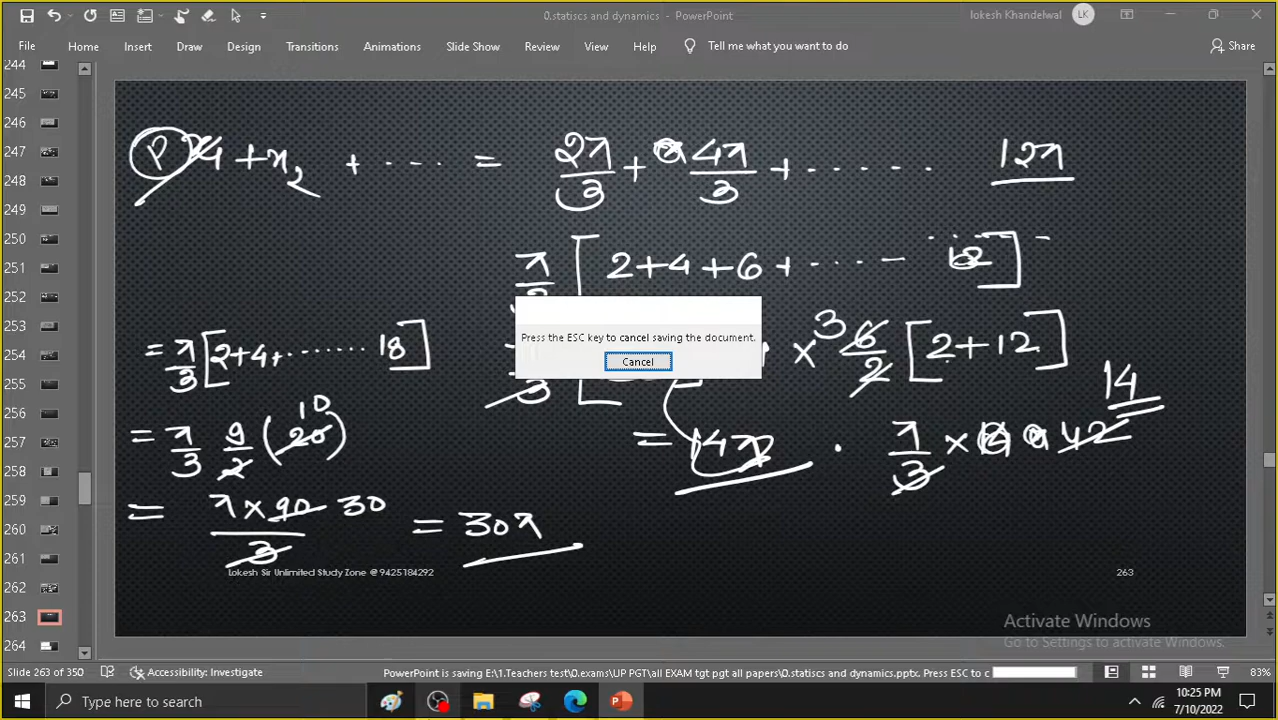 0.statiscs and dynamics - PowerPoint
lokesh Khandelwal
LK
File Home Insert Draw Design Transitions Animations Slide Show Review View Help Tell me what you want to do Share
244
245
246
247
248
249
250
251
252
253
254
255
256
257
258
259
260
261
262
263
264
+ x₂ + ... = 2π/3 + 4π/3 + ...... 12π
[2+4+6+ ......
= π/3 [2+4+ ...... 18]
× 3 6/2 [2+12]
Press the ESC key to cancel saving the document.
Cancel
14
= π/3 9/2 (20) 10
= 14π . π/3 × 42
= π × 90 / 3 30 = 30π
Lokesh Sir Unlimited Study Zone @ 9425184292
263
Activate Windows
Go to Settings to activate Windows.
Slide 263 of 350
Accessibility: Investigate
PowerPoint is saving E:\1.Teachers test\0.exams\UP PGT\all EXAM tgt pgt all papers\0.statiscs and dynamics.pptx. Press ESC to c
83%
Type here to search
10:25 PM
7/10/2022